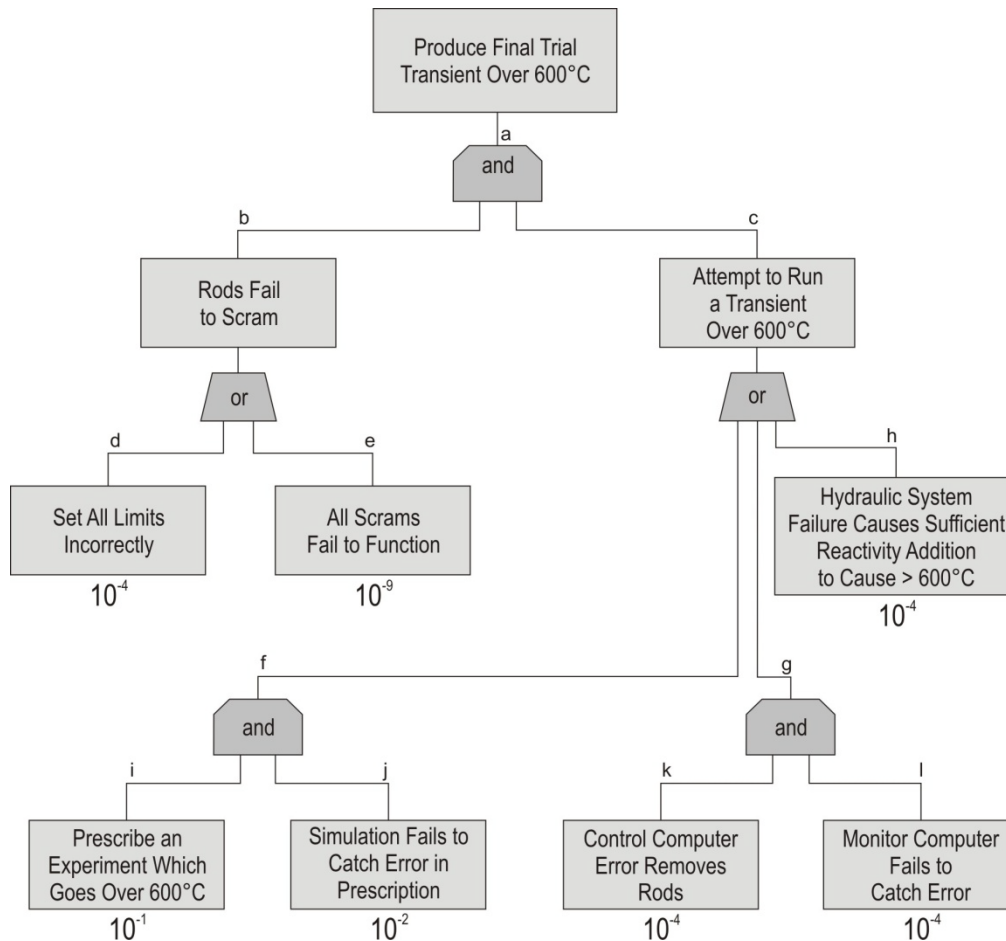 Produce Final Trial
Transient Over 600°C
a
and
b
c
Rods Fail
to Scram
Attempt to Run
a Transient
Over 600°C
or
or
d
e
h
Set All Limits
Incorrectly
10⁻⁴
All Scrams
Fail to Function
10⁻⁹
Hydraulic System
Failure Causes Sufficient
Reactivity Addition
to Cause > 600°C
10⁻⁴
f
g
and
and
i
j
k
l
Prescribe an
Experiment Which
Goes Over 600°C
10⁻¹
Simulation Fails to
Catch Error in
Prescription
10⁻²
Control Computer
Error Removes
Rods
10⁻⁴
Monitor Computer
Fails to
Catch Error
10⁻⁴